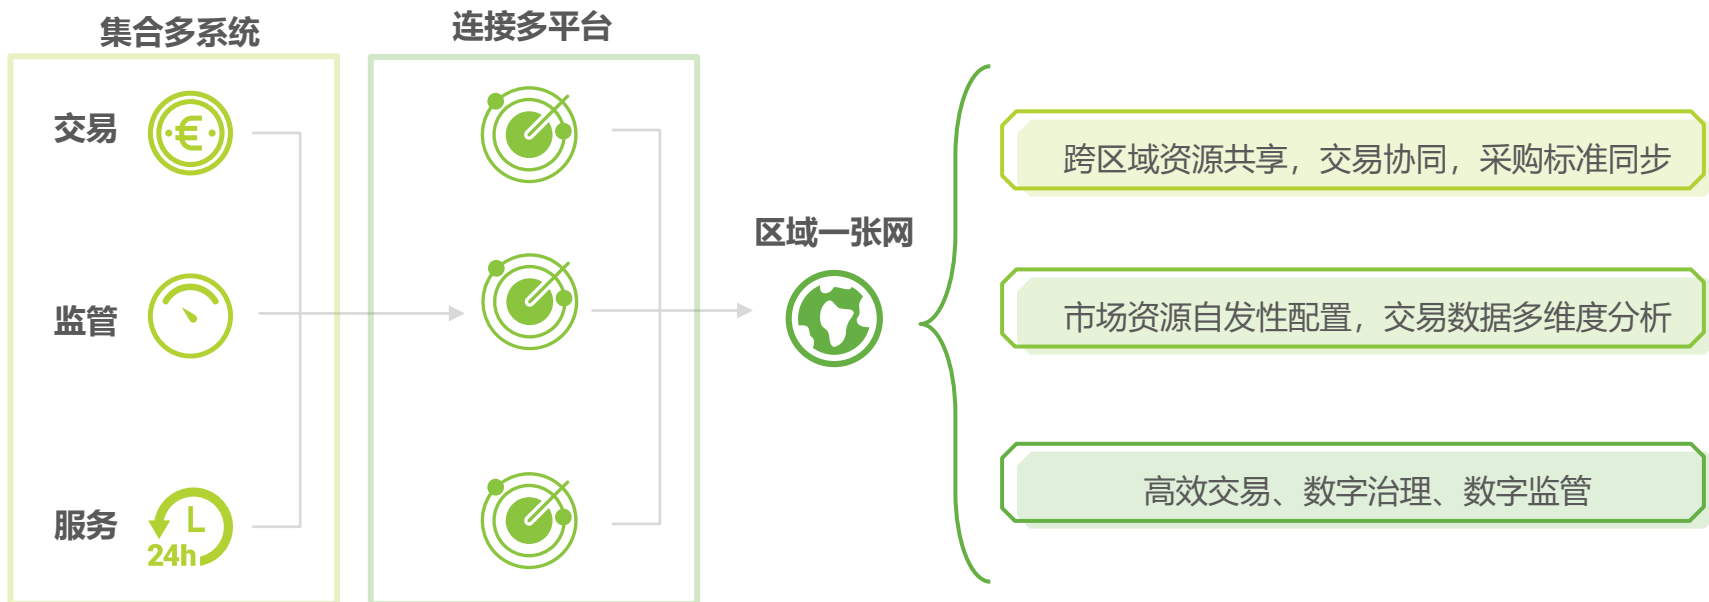 集合多系统
连接多平台
交易
€
监管
服务
24h
区域一张网
跨区域资源共享，交易协同，采购标准同步
市场资源自发性配置，交易数据多维度分析
高效交易、数字治理、数字监管